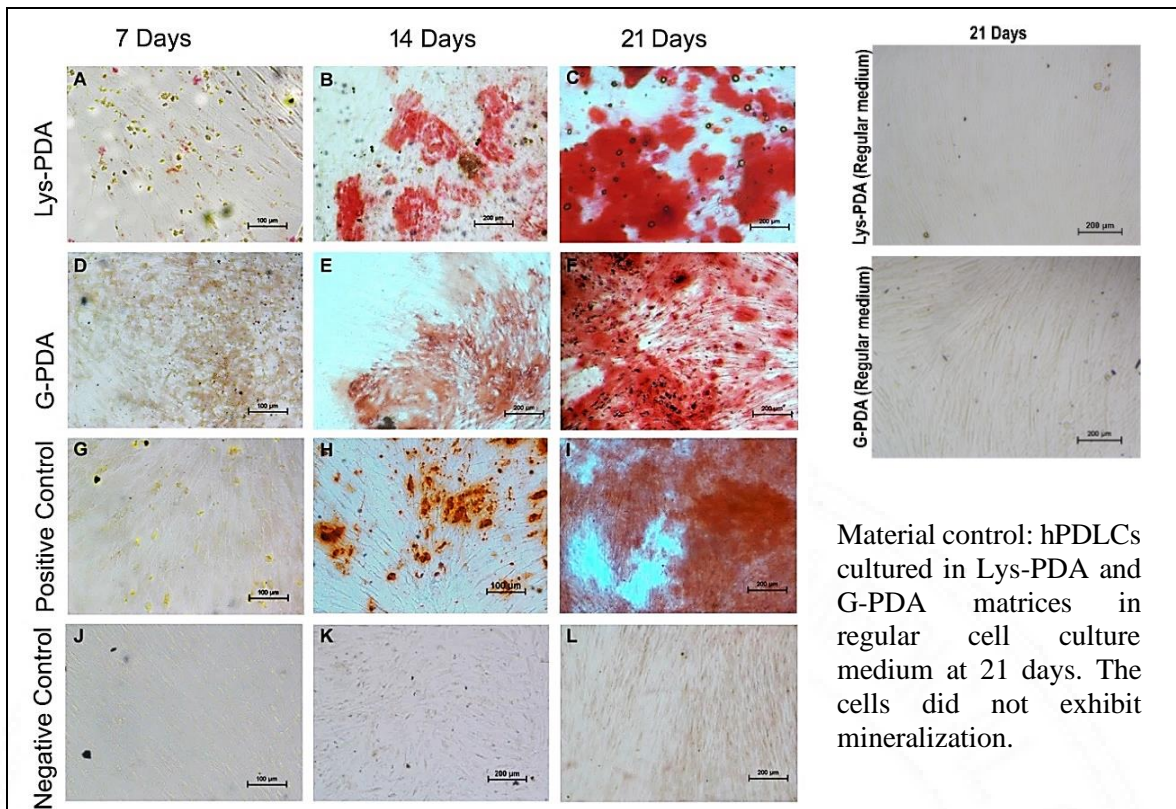 7 Days 14 Days 21 Days
21 Days
Lys-PDA
A B C
100 µm 200 µm 200 µm
Lys-PDA (Regular medium)
200 µm
G-PDA
D E F
100 µm 200 µm 200 µm
G-PDA (Regular medium)
200 µm
Positive Control
G H I
100 µm 100 µm 200 µm
Negative Control
J K L
100 µm 200 µm 200 µm
Material control: hPDLCs
cultured in Lys-PDA and
G-PDA matrices in
regular cell culture
medium at 21 days. The
cells did not exhibit
mineralization.